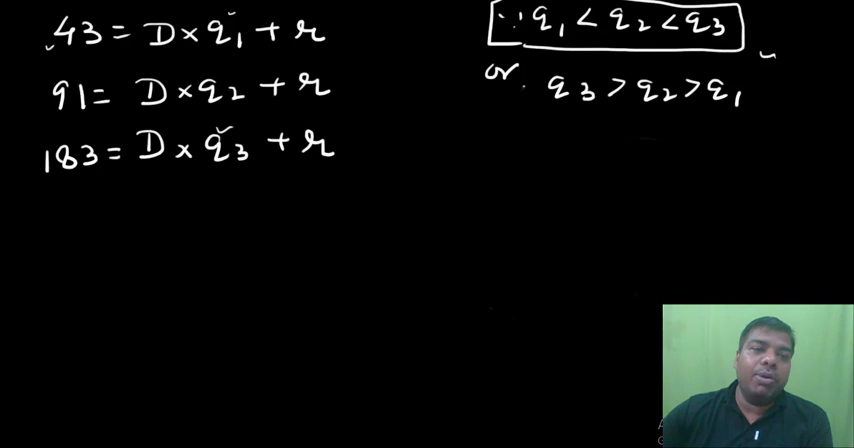 43 = D × q₁ + r
91 = D × q₂ + r
183 = D × q₃ + r
∵ q₁ < q₂ < q₃
or. q₃ > q₂ > q₁